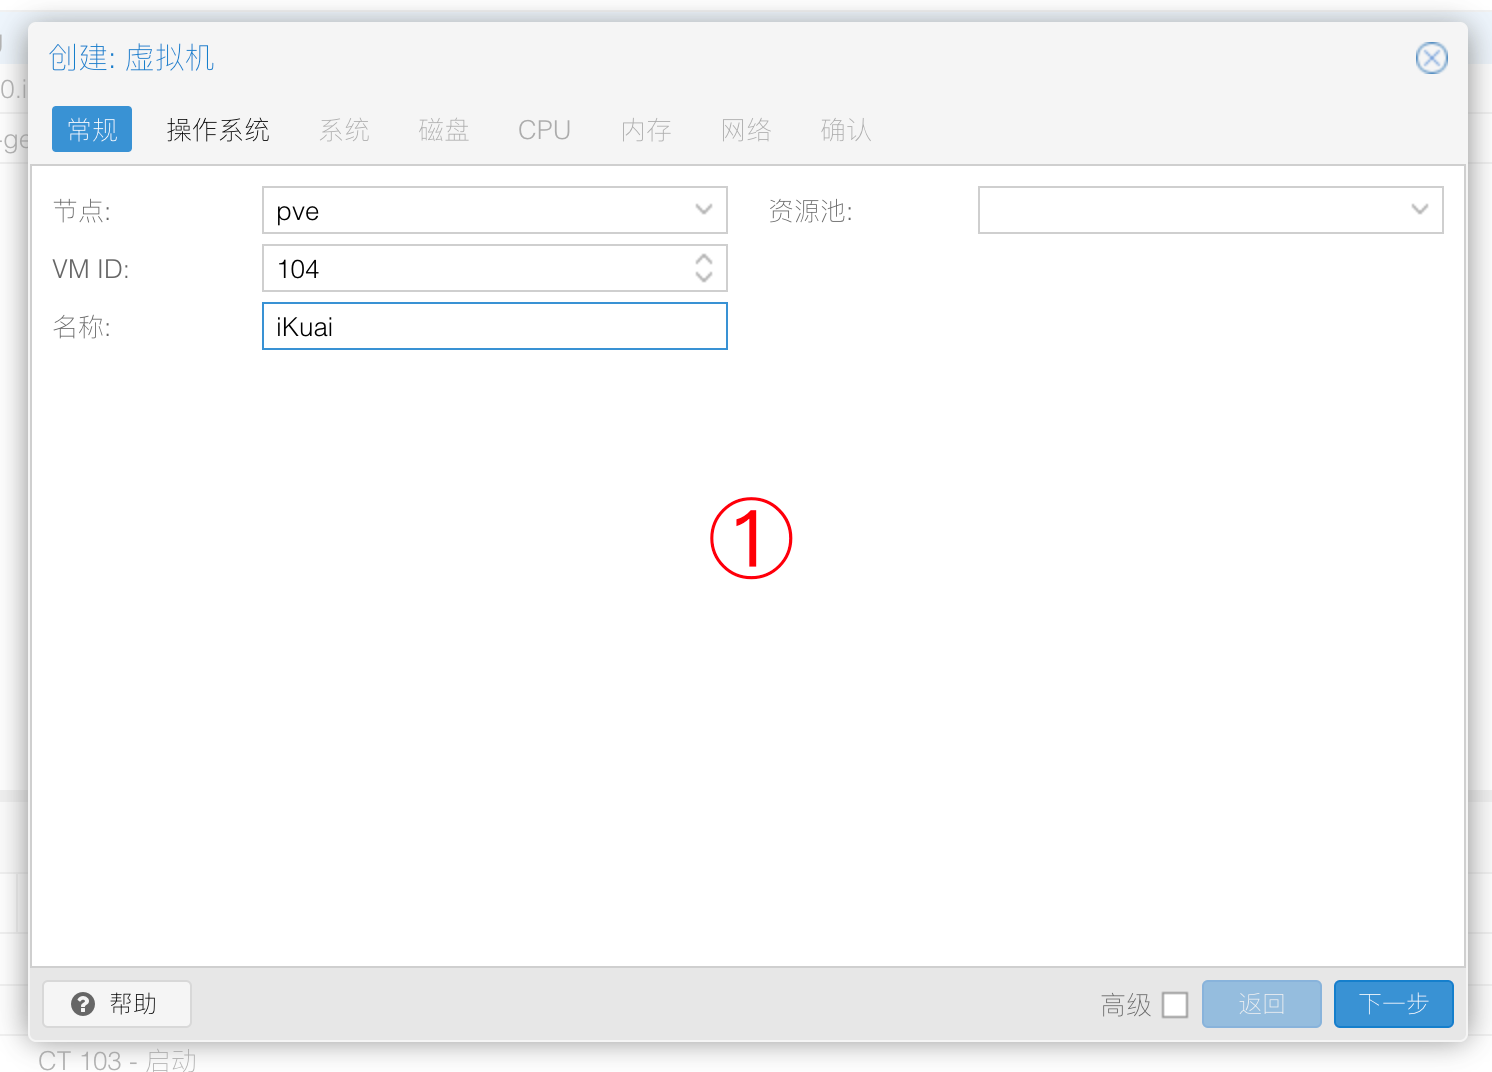 创建: 虚拟机
0.i
常规 操作系统 系统 磁盘 CPU 内存 网络 确认
-ge
节点: pve 资源池:
VM ID: 104
名称: iKuai
①
帮助 高级 返回 下一步
CT 103 - 启动